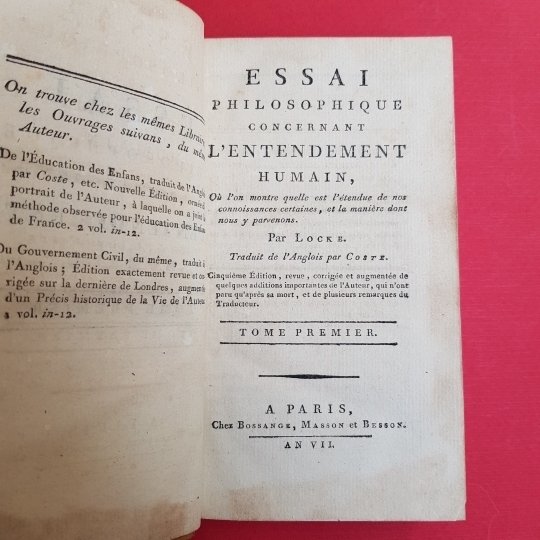 On trouve chez les mêmes Librair
les Ouvrages suivans, du mê
Auteur.
De l'Éducation des Enfans, traduit de l'Angl
par Coste, etc. Nouvelle Édition, orné
portrait de l'Auteur, à laquelle on a joint
méthode observée pour l'éducation des Enfan
de France. 2 vol. in-12.
Du Gouvernement Civil, du même, traduit
l'Anglois; Édition exactement revue et co
rigée sur la dernière de Londres, augment
d'un Précis historique de la Vie de l'Auteu
vol. in-12.
ESSAI
PHILOSOPHIQUE
CONCERNANT
L'ENTENDEMENT
HUMAIN,
Où l'on montre quelle est l'étendue de nos
connoissances certaines, et la manière dont
nous y parvenons.
Par LOCKE.
Traduit de l'Anglois par COSTE.
Cinquième Édition, revue, corrigée et augmentée de
quelques additions importantes de l'Auteur, qui n'ont
paru qu'après sa mort, et de plusieurs remarques du
Traducteur.
TOME PREMIER.
A PARIS,
Chez BOSSANGE, MASSON et BESSON.
AN VII.